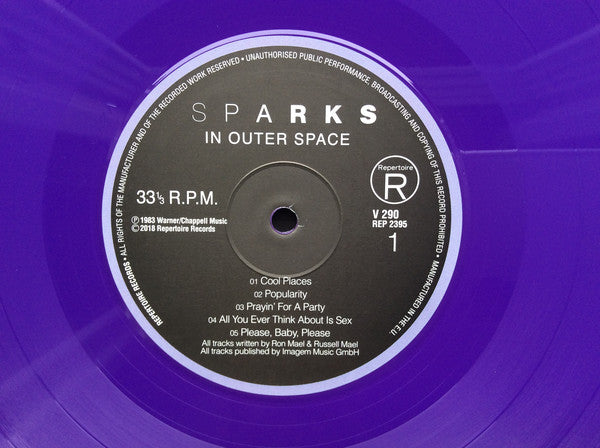 REPERTOIRE RECORDS • ALL RIGHTS OF THE MANUFACTURER AND OF THE RECORDED WORK RESERVED • UNAUTHORISED PUBLIC PERFORMANCE, BROADCASTING AND COPYING OF THIS RECORD PROHIBITED • MANUFACTURED IN THE E.U.
SPARKS
IN OUTER SPACE
33⅓ R.P.M.
Repertoire
R
V 290
REP 2395
1
℗ 1983 Warner/Chappell Music
© 2018 Repertoire Records
01 Cool Places
02 Popularity
03 Prayin' For A Party
04 All You Ever Think About Is Sex
05 Please, Baby, Please
All tracks written by Ron Mael & Russell Mael
All tracks published by Imagem Music GmbH